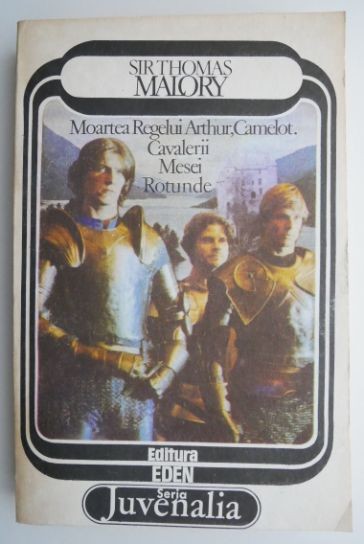 SIR THOMAS
MALORY
Moartea Regelui Arthur, Camelot.
Cavalerii
Mesei
Rotunde
Editura
EDEN
Seria
Juvenalia